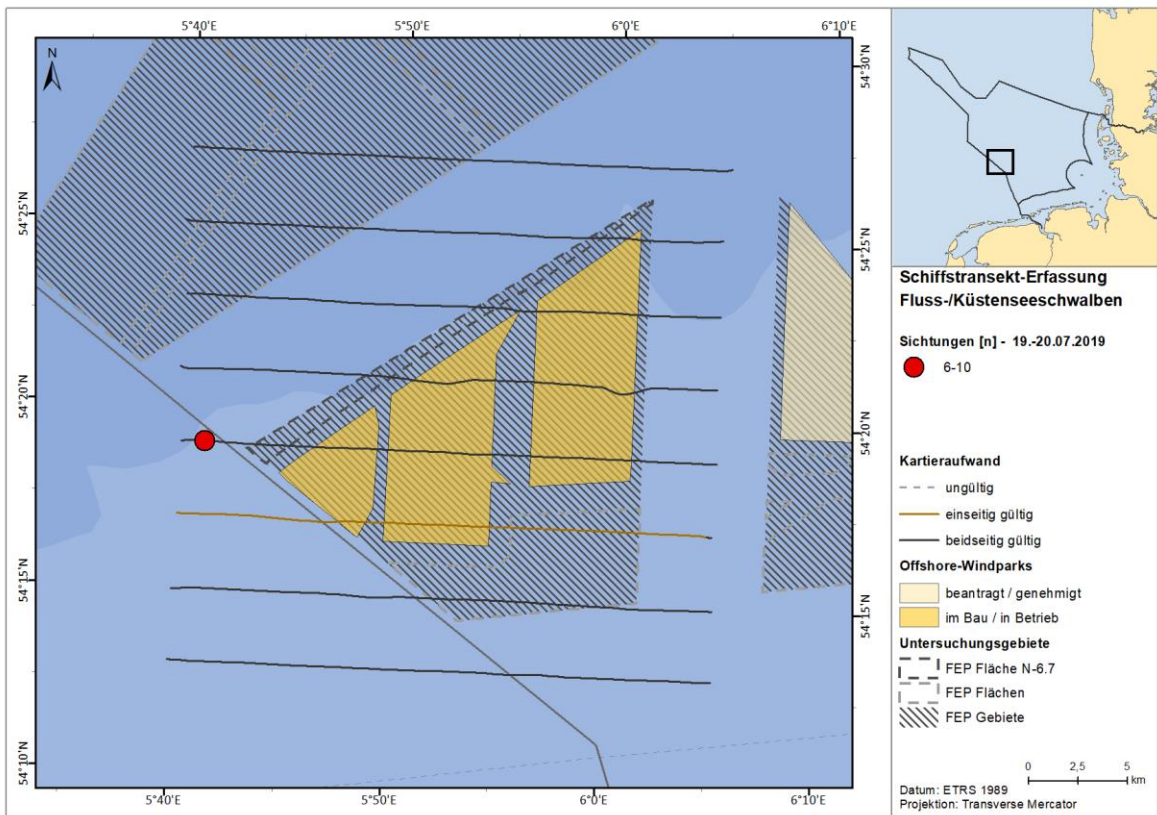 5°40'E
5°50'E
6°0'E
6°10'E
N
54°30'N
54°25'N
54°25'N
54°20'N
54°20'N
54°15'N
54°15'N
54°10'N
5°40'E
5°50'E
6°0'E
6°10'E
Schiffstransekt-Erfassung
Fluss-/Küstenseeschwalben
Sichtungen [n] - 19.-20.07.2019
6-10
Kartieraufwand
ungültig
einseitig gültig
beidseitig gültig
Offshore-Windparks
beantragt / genehmigt
im Bau / in Betrieb
Untersuchungsgebiete
FEP Fläche N-6.7
FEP Flächen
FEP Gebiete
0 2,5 5
km
Datum: ETRS 1989
Projektion: Transverse Mercator